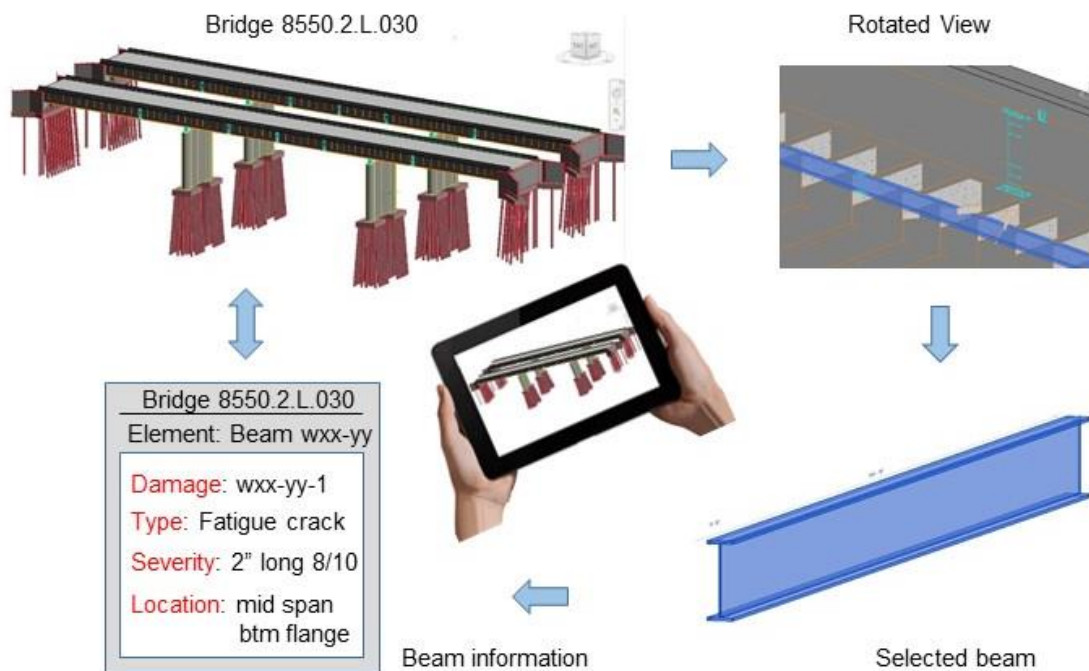 Bridge 8550.2.L.030
Rotated View
Bridge 8550.2.L.030
Element: Beam wxx-yy
Damage: wxx-yy-1
Type: Fatigue crack
Severity: 2” long 8/10
Location: mid span
btm flange
Beam information
Selected beam